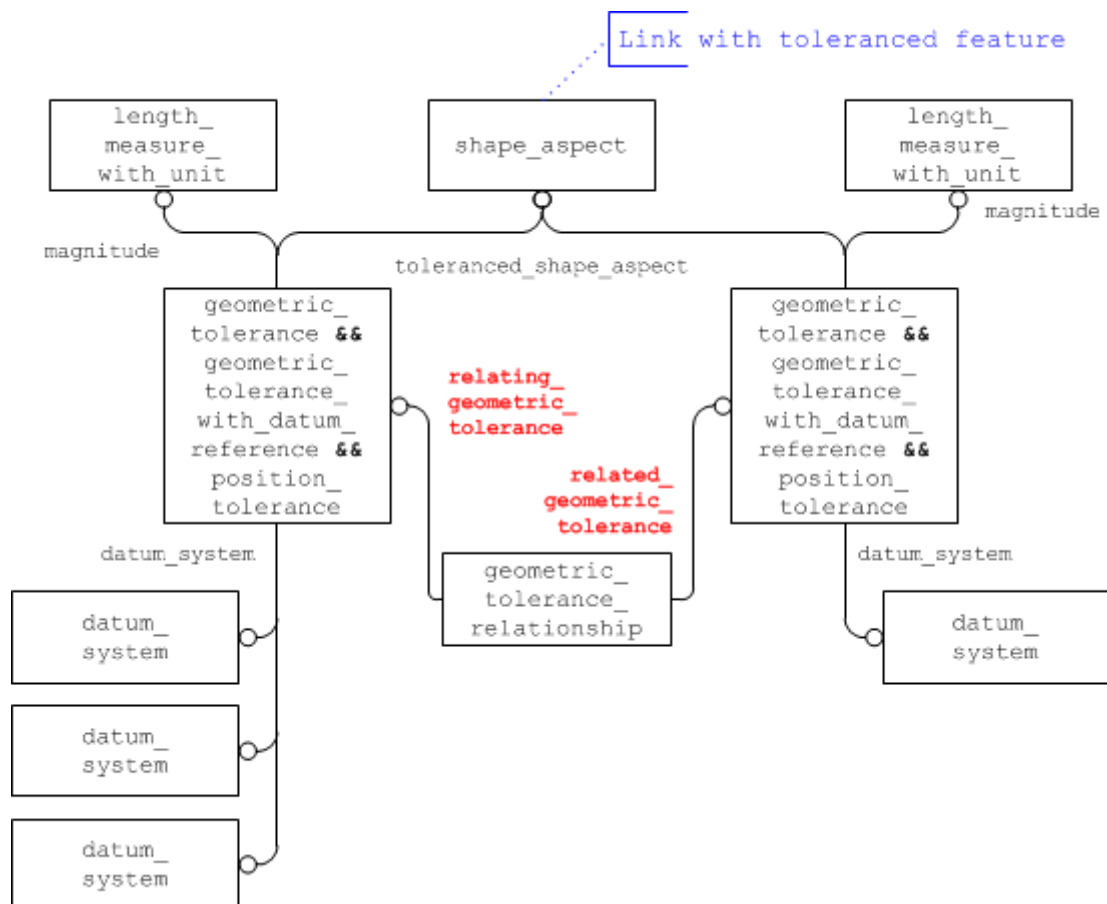 Link with toleranced feature
length_
measure_
with_unit
shape_aspect
length_
measure_
with_unit
magnitude
magnitude
toleranced_shape_aspect
geometric_
tolerance &&
geometric_
tolerance_
with_datum_
reference &&
position_
tolerance
relating_
geometric_
tolerance
geometric_
tolerance &&
geometric_
tolerance_
with_datum_
reference &&
position_
tolerance
related_
geometric_
tolerance
datum_system
geometric_
tolerance_
relationship
datum_system
datum_
system
datum_
system
datum_
system
datum_
system